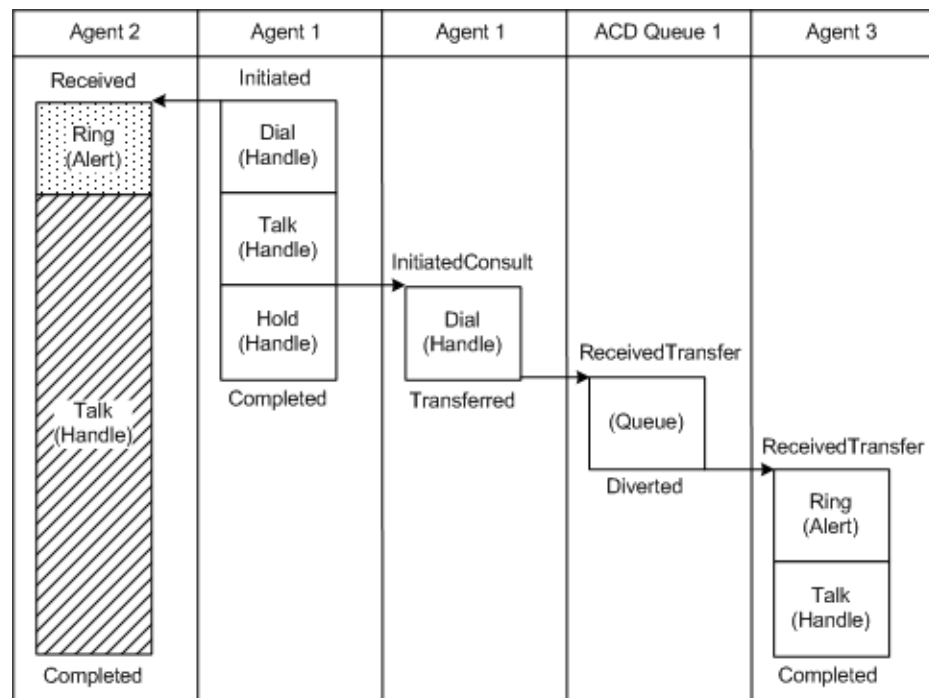 Agent 2
Agent 1
Agent 1
ACD Queue 1
Agent 3
Received
Initiated
Ring
(Alert)
Dial
(Handle)
Talk
(Handle)
InitiatedConsult
Hold
(Handle)
Dial
(Handle)
ReceivedTransfer
Completed
Transferred
Talk
(Handle)
(Queue)
ReceivedTransfer
Diverted
Ring
(Alert)
Talk
(Handle)
Completed
Completed